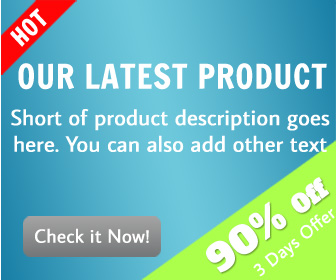 HOT
OUR LATEST PRODUCT
Short of product description goes
here. You can also add other text
Check it Now!
90% Off
3 Days Offer